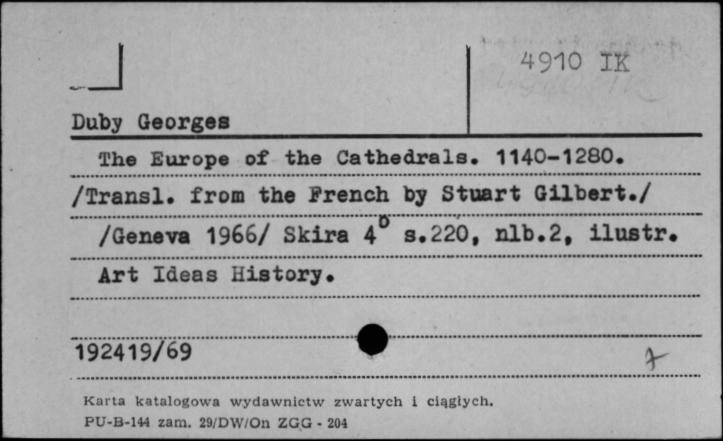 4910 IK
Duby Georges
The Europe of the Cathedrals. 1140-1280.
/Transl. from the French by Stuart Gilbert./
/Geneva 1966/ Skira 4° s.220, nlb.2, ilustr.
Art Ideas History.
192419/69
Karta katalogowa wydawnictw zwartych i ciągłych.
PU-B-144 zam. 29/DW/On ZGG - 204